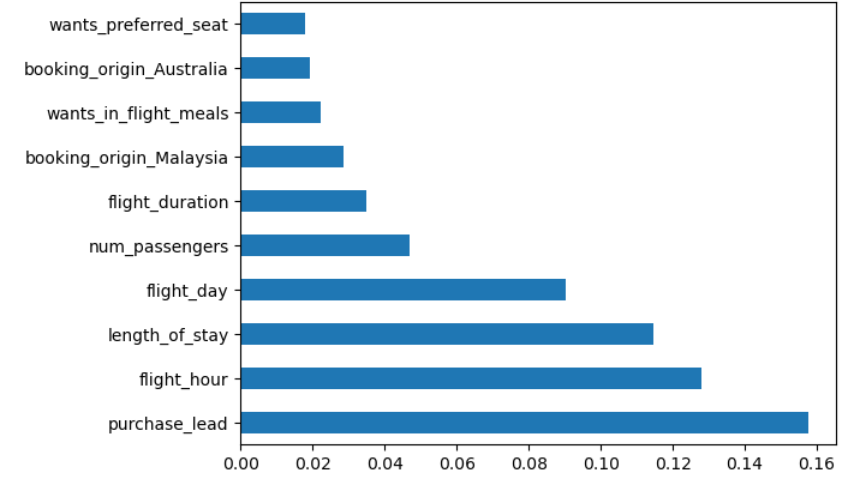 wants_preferred_seat
booking_origin_Australia
wants_in_flight_meals
booking_origin_Malaysia
flight_duration
num_passengers
flight_day
length_of_stay
flight_hour
purchase_lead
0.00 0.02 0.04 0.06 0.08 0.10 0.12 0.14 0.16